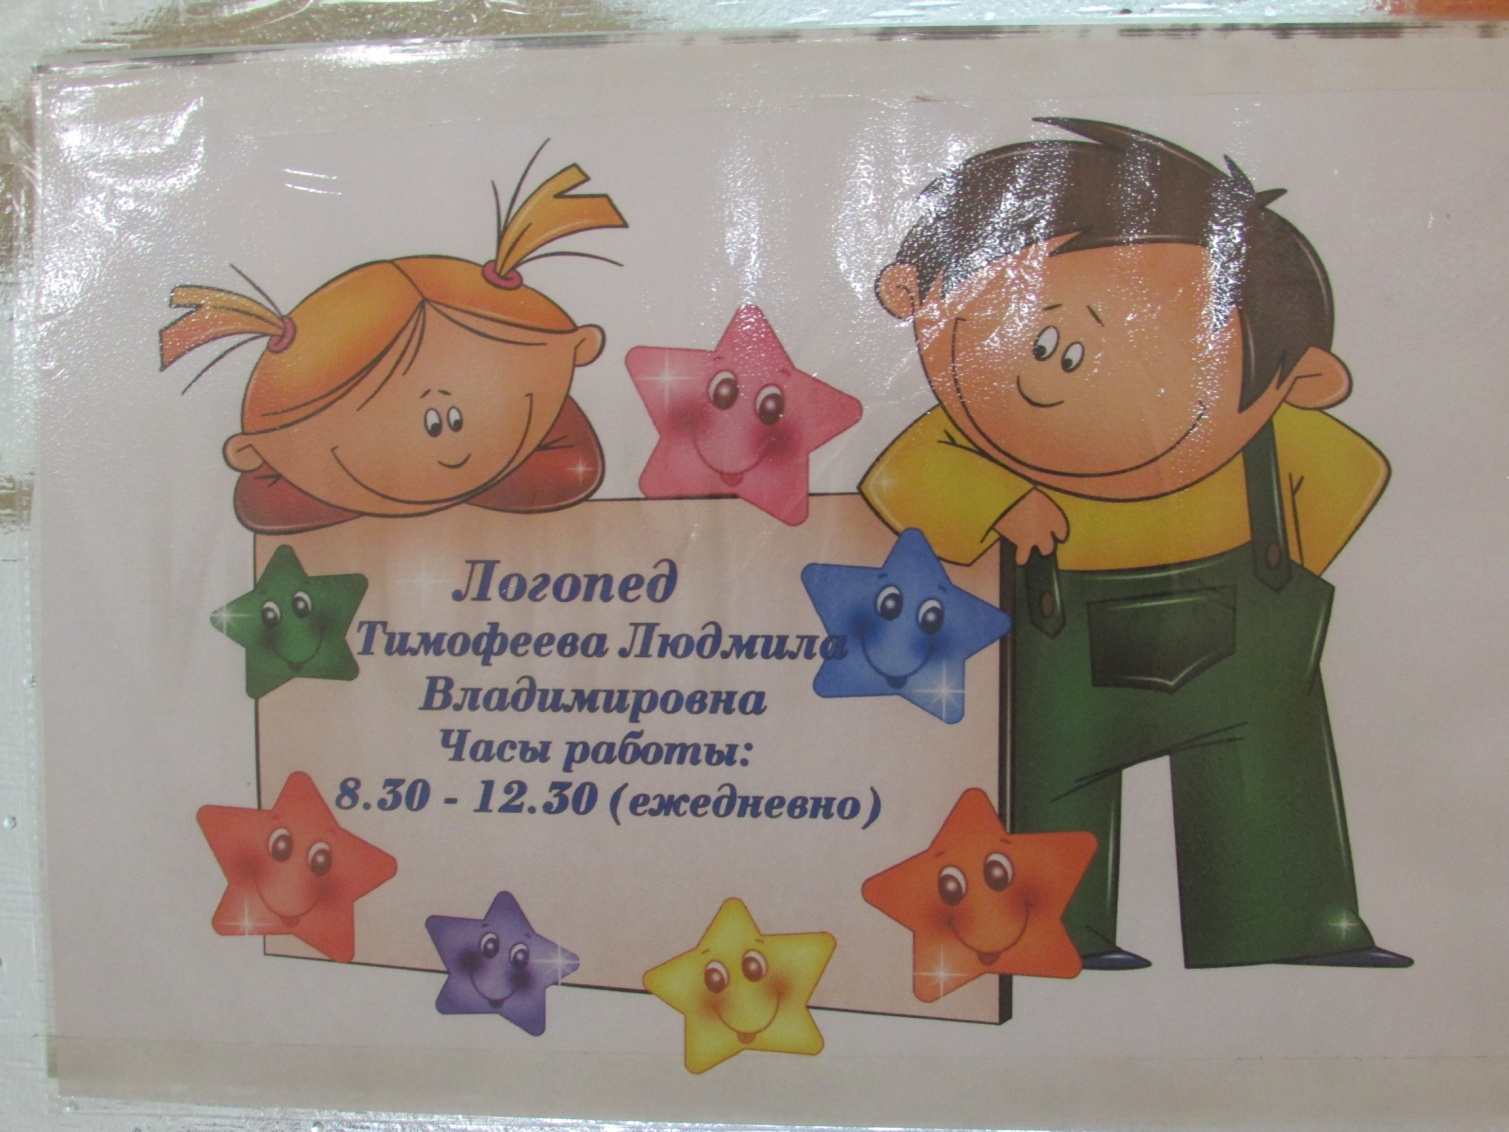 Логопед
Тимофеева Людмила
Владимировна
Часы работы:
8.30 - 12.30 (ежедневно)